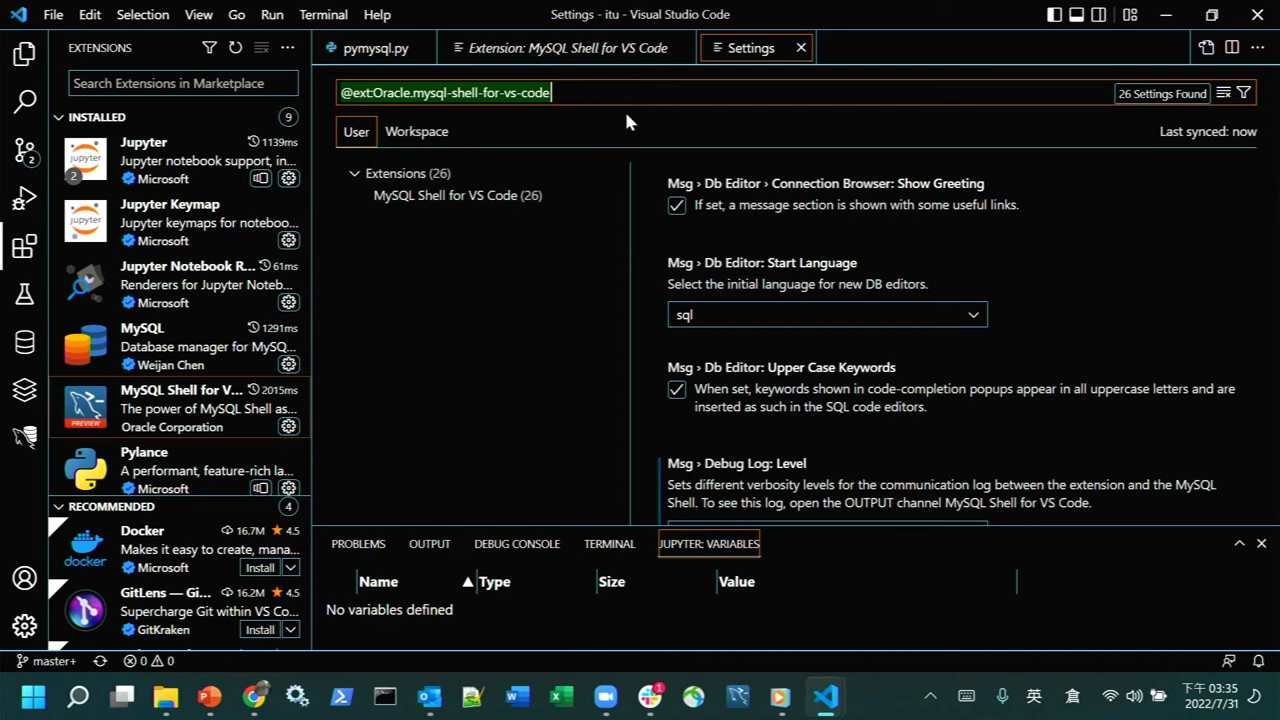 File Edit Selection View Go Run Terminal Help
Settings - itu - Visual Studio Code
EXTENSIONS
Search Extensions in Marketplace
INSTALLED 9
Jupyter 1139ms
Jupyter notebook support, in...
Microsoft
2
Jupyter Keymap
Jupyter keymaps for notebo...
Microsoft
Jupyter Notebook R... 61ms
Renderers for Jupyter Noteb...
Microsoft
MySQL 1291ms
Database manager for MySQ...
Weijan Chen
MySQL Shell for V... 2015ms
The power of MySQL Shell as...
Oracle Corporation
PREVIEW
Pylance
A performant, feature-rich la...
Microsoft
RECOMMENDED 4
Docker 16.7M 4.5
Makes it easy to create, mana...
Microsoft Install
docker
GitLens — Gi... 16.2M 4.5
Supercharge Git within VS Co...
GitKraken Install
2
pymysql.py
Extension: MySQL Shell for VS Code
Settings
@ext:Oracle.mysql-shell-for-vs-code
26 Settings Found
User Workspace
Last synced: now
Extensions (26)
MySQL Shell for VS Code (26)
Msg › Db Editor › Connection Browser: Show Greeting
If set, a message section is shown with some useful links.
Msg › Db Editor: Start Language
Select the initial language for new DB editors.
sql
Msg › Db Editor: Upper Case Keywords
When set, keywords shown in code-completion popups appear in all uppercase letters and are
inserted as such in the SQL code editors.
Msg › Debug Log: Level
Sets different verbosity levels for the communication log between the extension and the MySQL
Shell. To see this log, open the OUTPUT channel MySQL Shell for VS Code.
PROBLEMS OUTPUT DEBUG CONSOLE TERMINAL JUPYTER: VARIABLES
Name Type Size Value
No variables defined
master+ 0 0
英
下午 03:35
2022/7/31
1